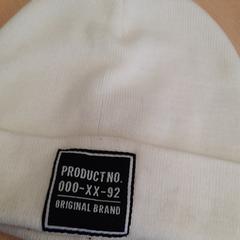 PRODUCT NO.
000-XX-92
ORIGINAL BRAND